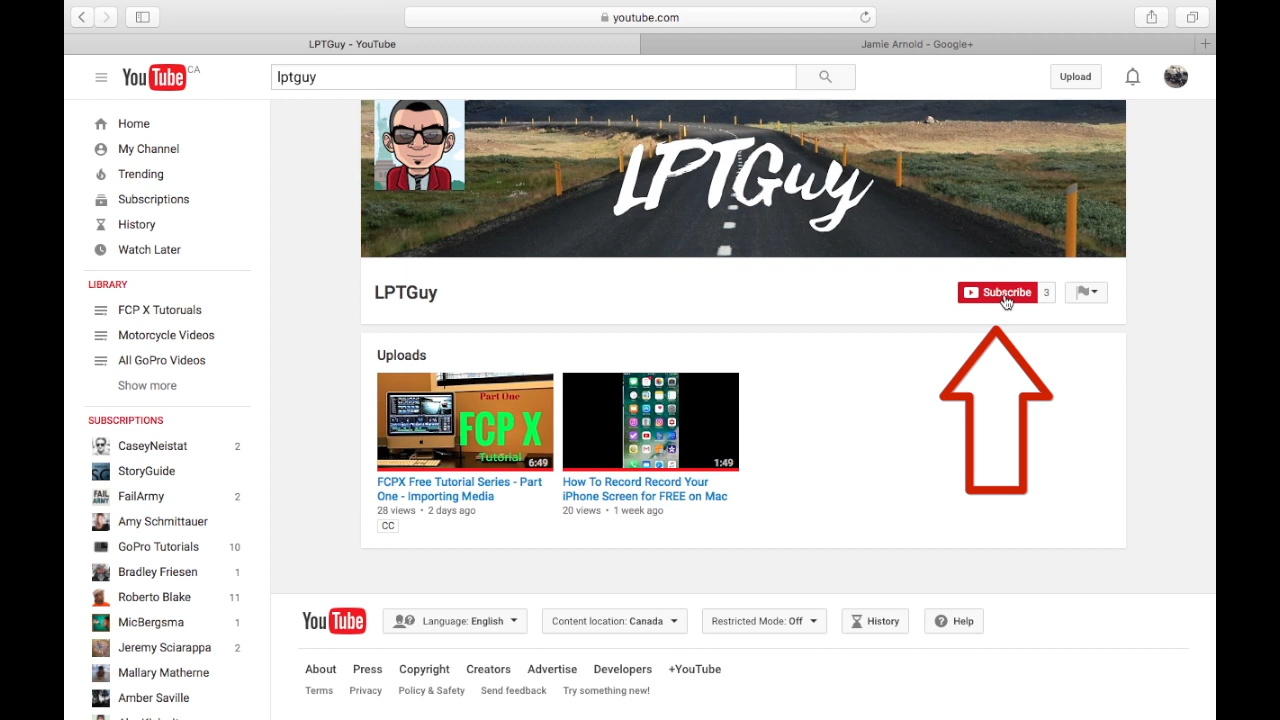 youtube.com
LPTGuy - YouTube
Jamie Arnold - Google+
YouTube CA
lptguy
Upload
Home
My Channel
Trending
Subscriptions
History
Watch Later
LIBRARY
FCP X Tutoruals
Motorcycle Videos
All GoPro Videos
Show more
SUBSCRIPTIONS
CaseyNeistat 2
StoryGuide
FailArmy 2
Amy Schmittauer
GoPro Tutorials 10
Bradley Friesen 1
Roberto Blake 11
MicBergsma 1
Jeremy Sciarappa 2
Mallary Matherne
Amber Saville
LPTGuy
LPTGuy
Subscribe 3
Uploads
Part One
FCP X
Tutorial
6:49
1:49
FCPX Free Tutorial Series - Part
One - Importing Media
28 views • 2 days ago
CC
How To Record Record Your
iPhone Screen for FREE on Mac
20 views • 1 week ago
YouTube
Language: English
Content location: Canada
Restricted Mode: Off
History
Help
About Press Copyright Creators Advertise Developers +YouTube
Terms Privacy Policy & Safety Send feedback Try something new!